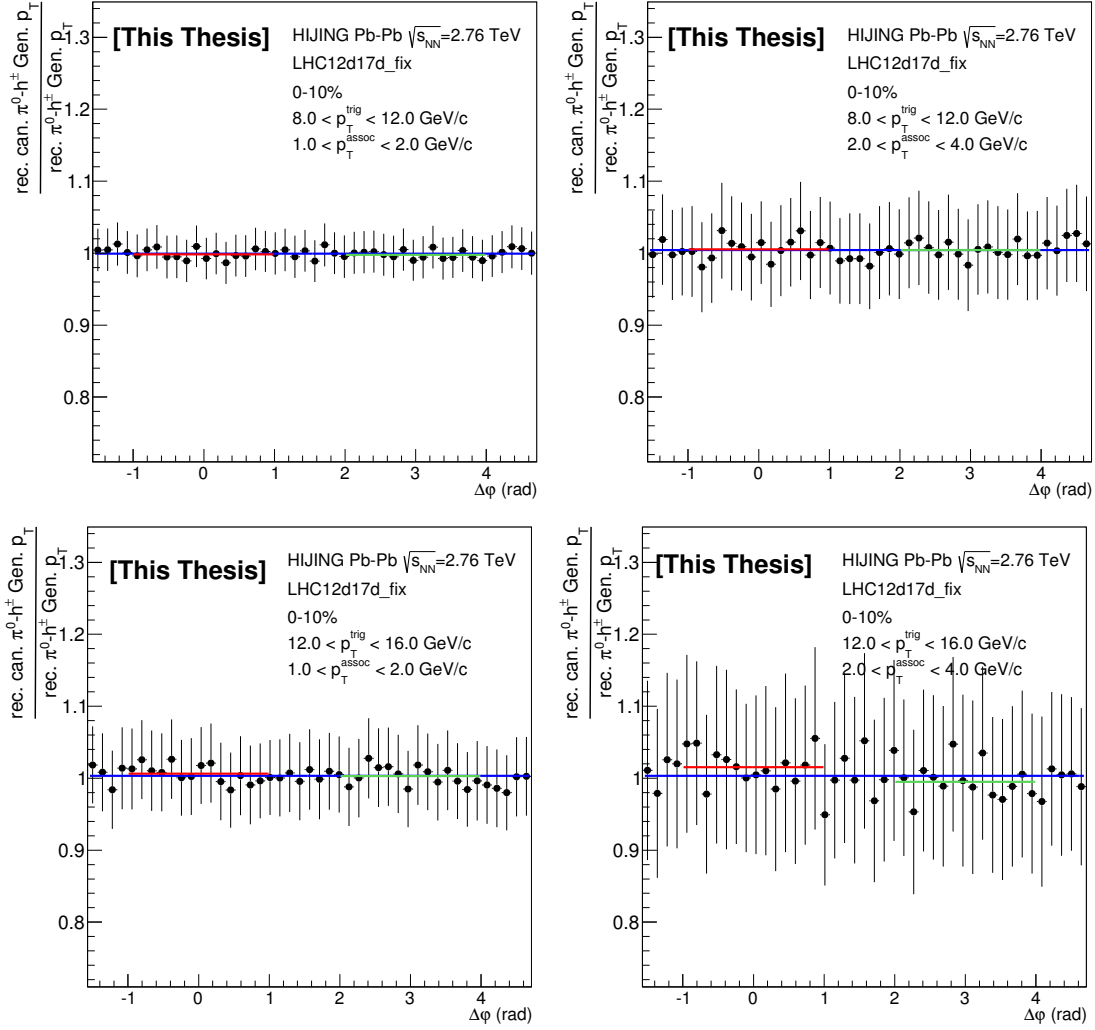 rec. can. π⁰-h± Gen. p_T
rec. π⁰-h± Gen. p_T
[This Thesis]
HIJING Pb-Pb √s_NN=2.76 TeV
LHC12d17d_fix
0-10%
8.0 < p_T^trig < 12.0 GeV/c
1.0 < p_T^assoc < 2.0 GeV/c
1.3
1.2
1.1
1
0.9
0.8
-1 0 1 2 3 4
Δφ (rad)
rec. can. π⁰-h± Gen. p_T
rec. π⁰-h± Gen. p_T
[This Thesis]
HIJING Pb-Pb √s_NN=2.76 TeV
LHC12d17d_fix
0-10%
8.0 < p_T^trig < 12.0 GeV/c
2.0 < p_T^assoc < 4.0 GeV/c
1.3
1.2
1.1
1
0.9
0.8
-1 0 1 2 3 4
Δφ (rad)
rec. can. π⁰-h± Gen. p_T
rec. π⁰-h± Gen. p_T
[This Thesis]
HIJING Pb-Pb √s_NN=2.76 TeV
LHC12d17d_fix
0-10%
12.0 < p_T^trig < 16.0 GeV/c
1.0 < p_T^assoc < 2.0 GeV/c
1.3
1.2
1.1
1
0.9
0.8
-1 0 1 2 3 4
Δφ (rad)
rec. can. π⁰-h± Gen. p_T
rec. π⁰-h± Gen. p_T
[This Thesis]
HIJING Pb-Pb √s_NN=2.76 TeV
LHC12d17d_fix
0-10%
12.0 < p_T^trig < 16.0 GeV/c
2.0 < p_T^assoc < 4.0 GeV/c
1.3
1.2
1.1
1
0.9
0.8
-1 0 1 2 3 4
Δφ (rad)